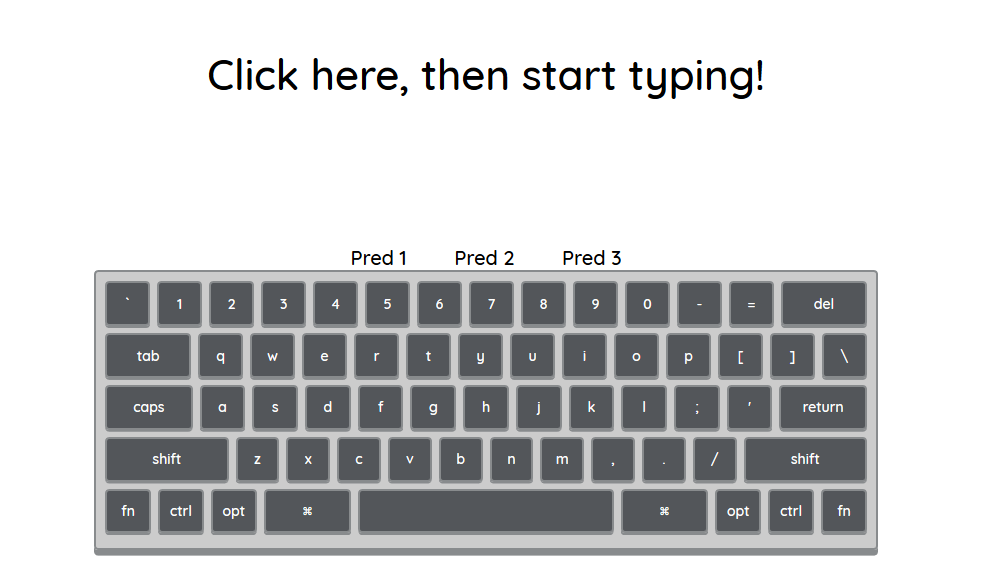 Click here, then start typing!
Pred 1 Pred 2 Pred 3
` 1 2 3 4 5 6 7 8 9 0 - = del
tab q w e r t y u i o p [ ] \
caps a s d f g h j k l ; ' return
shift z x c v b n m , . / shift
fn ctrl opt ⌘ ⌘ opt ctrl fn